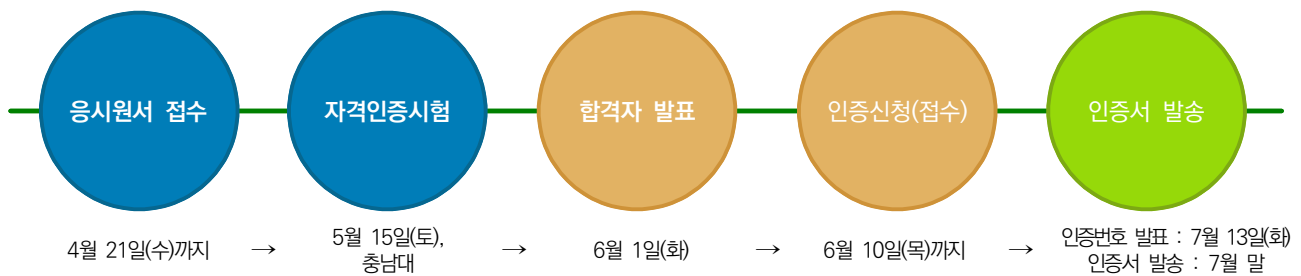 응시원서 접수
자격인증시험
합격자 발표
인증신청(접수)
인증서 발송
4월 21일(수)까지
→
5월 15일(토),
충남대
→
6월 1일(화)
→
6월 10일(목)까지
→
인증번호 발표 : 7월 13일(화)
인증서 발송 : 7월 말